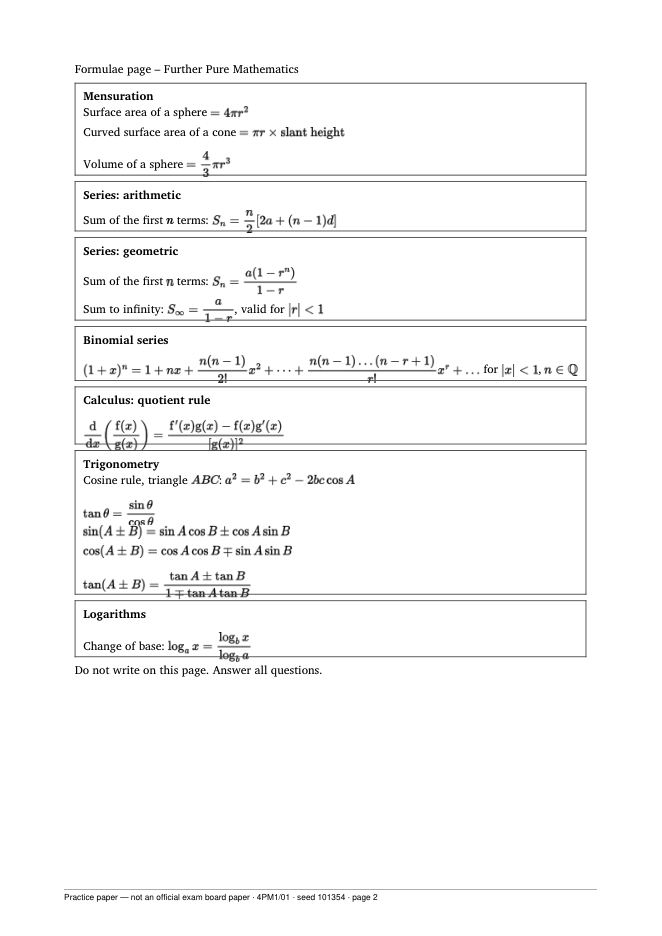 Formulae page – Further Pure Mathematics
Mensuration
Surface area of a sphere = 4πr²
Curved surface area of a cone = πr × slant height
Volume of a sphere = 4/3 πr³
Series: arithmetic
Sum of the first n terms: Sₙ = n/2 [2a + (n − 1)d]
Series: geometric
Sum of the first n terms: Sₙ = a(1 − rⁿ)/(1 − r)
Sum to infinity: S∞ = a/(1 − r), valid for |r| < 1
Binomial series
(1 + x)ⁿ = 1 + nx + n(n − 1)/2! x² + ⋯ + n(n − 1) … (n − r + 1)/r! xʳ + … for |x| < 1, n ∈ ℚ
Calculus: quotient rule
d/dx (f(x)/g(x)) = (f′(x)g(x) − f(x)g′(x))/[g(x)]²
Trigonometry
Cosine rule, triangle ABC: a² = b² + c² − 2bc cos A
tan θ = sin θ/cos θ
sin(A ± B) = sin A cos B ± cos A sin B
cos(A ± B) = cos A cos B ∓ sin A sin B
tan(A ± B) = (tan A ± tan B)/(1 ∓ tan A tan B)
Logarithms
Change of base: logₐ x = log_b x/log_b a
Do not write on this page. Answer all questions.
Practice paper — not an official exam board paper · 4PM1/01 · seed 101354 · page 2